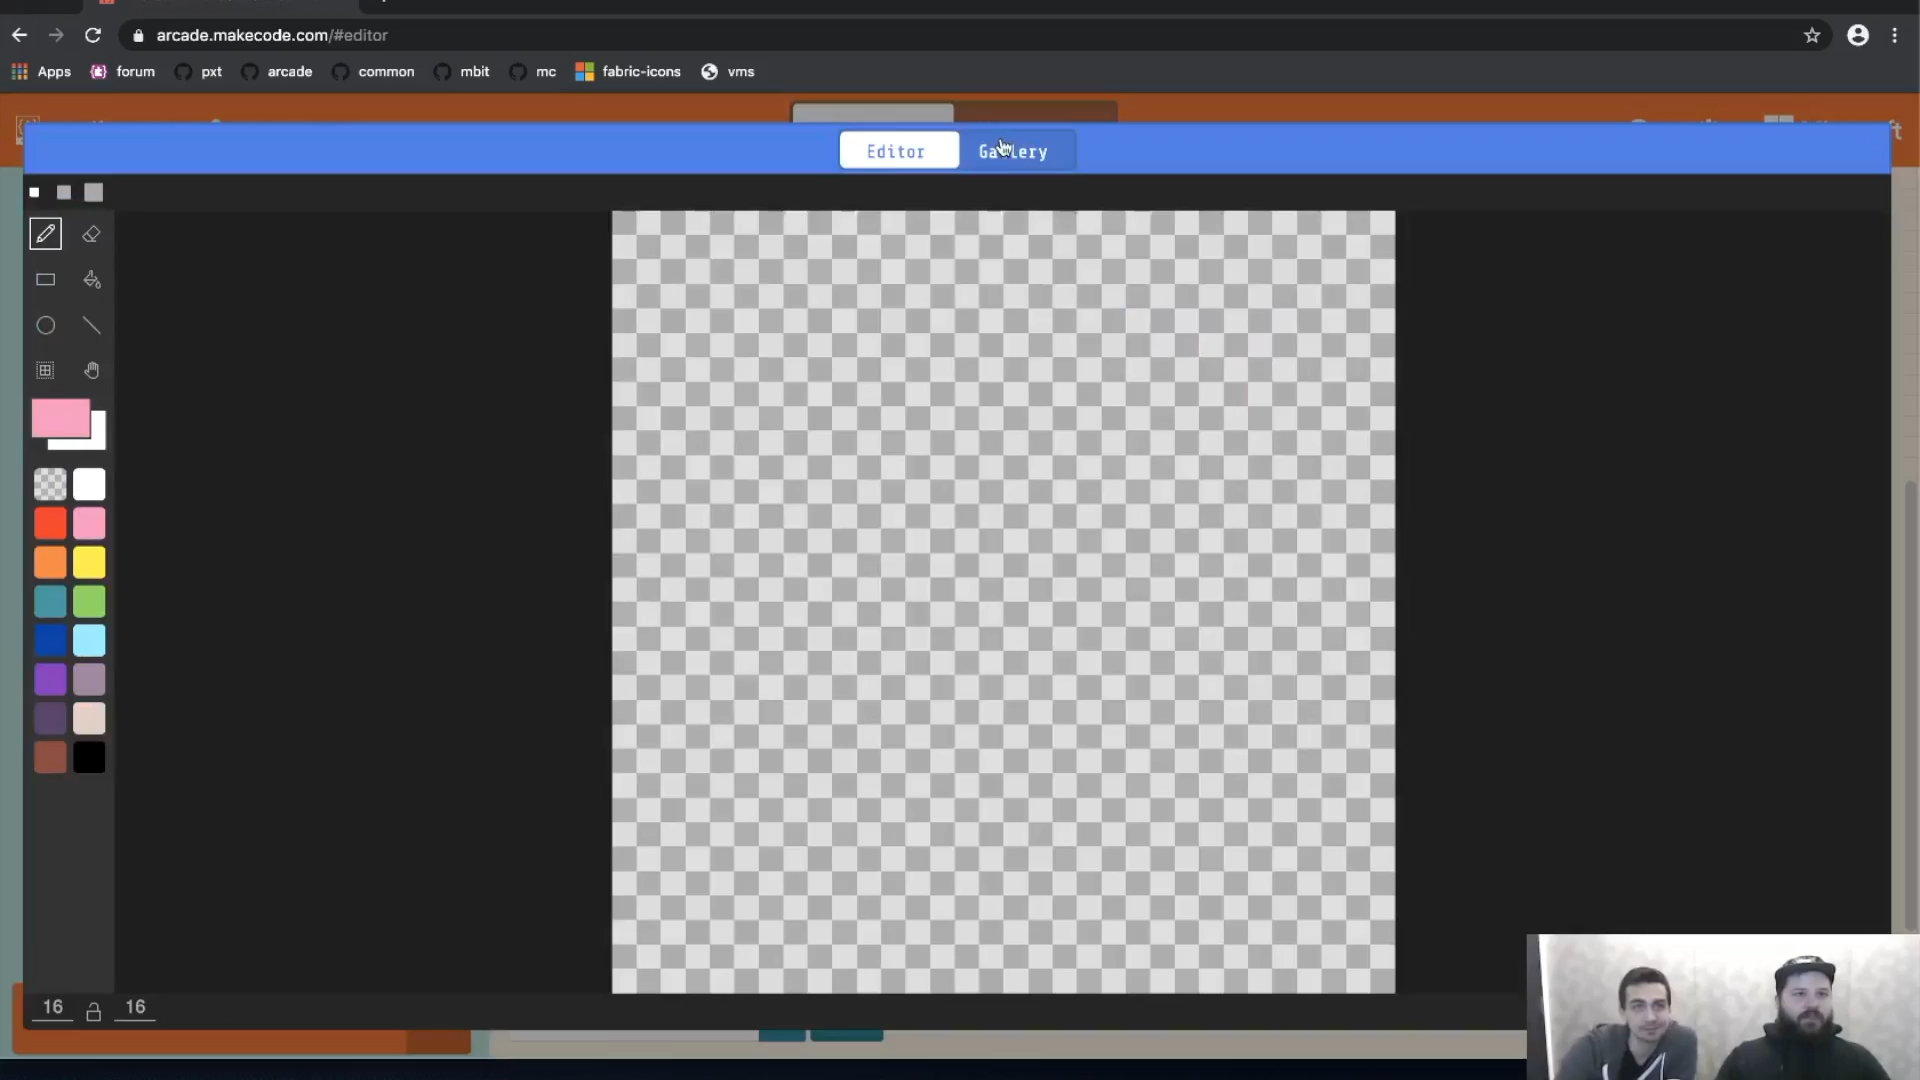 arcade.makecode.com/#editor
Apps forum pxt arcade common mbit mc fabric-icons vms
Editor Gallery
16 16